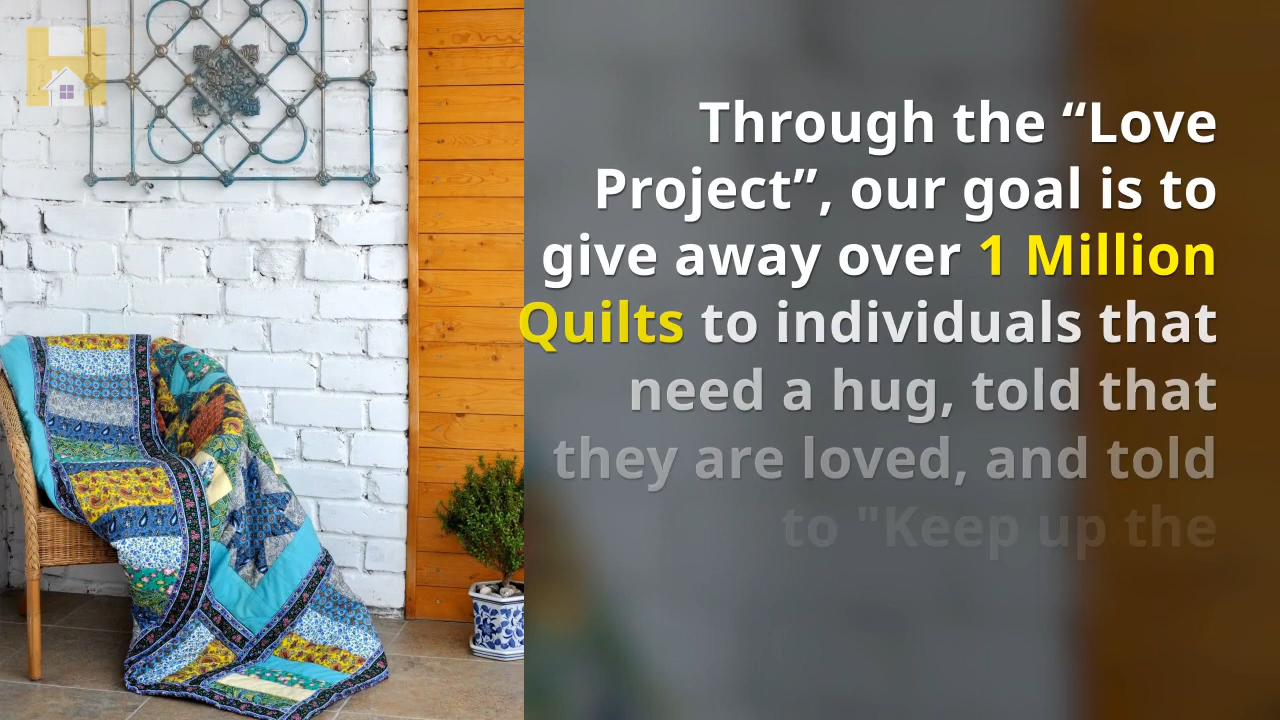 H
Through the “Love
Project”, our goal is to
give away over 1 Million
Quilts to individuals that
need a hug, told that
they are loved, and told
to "Keep up the